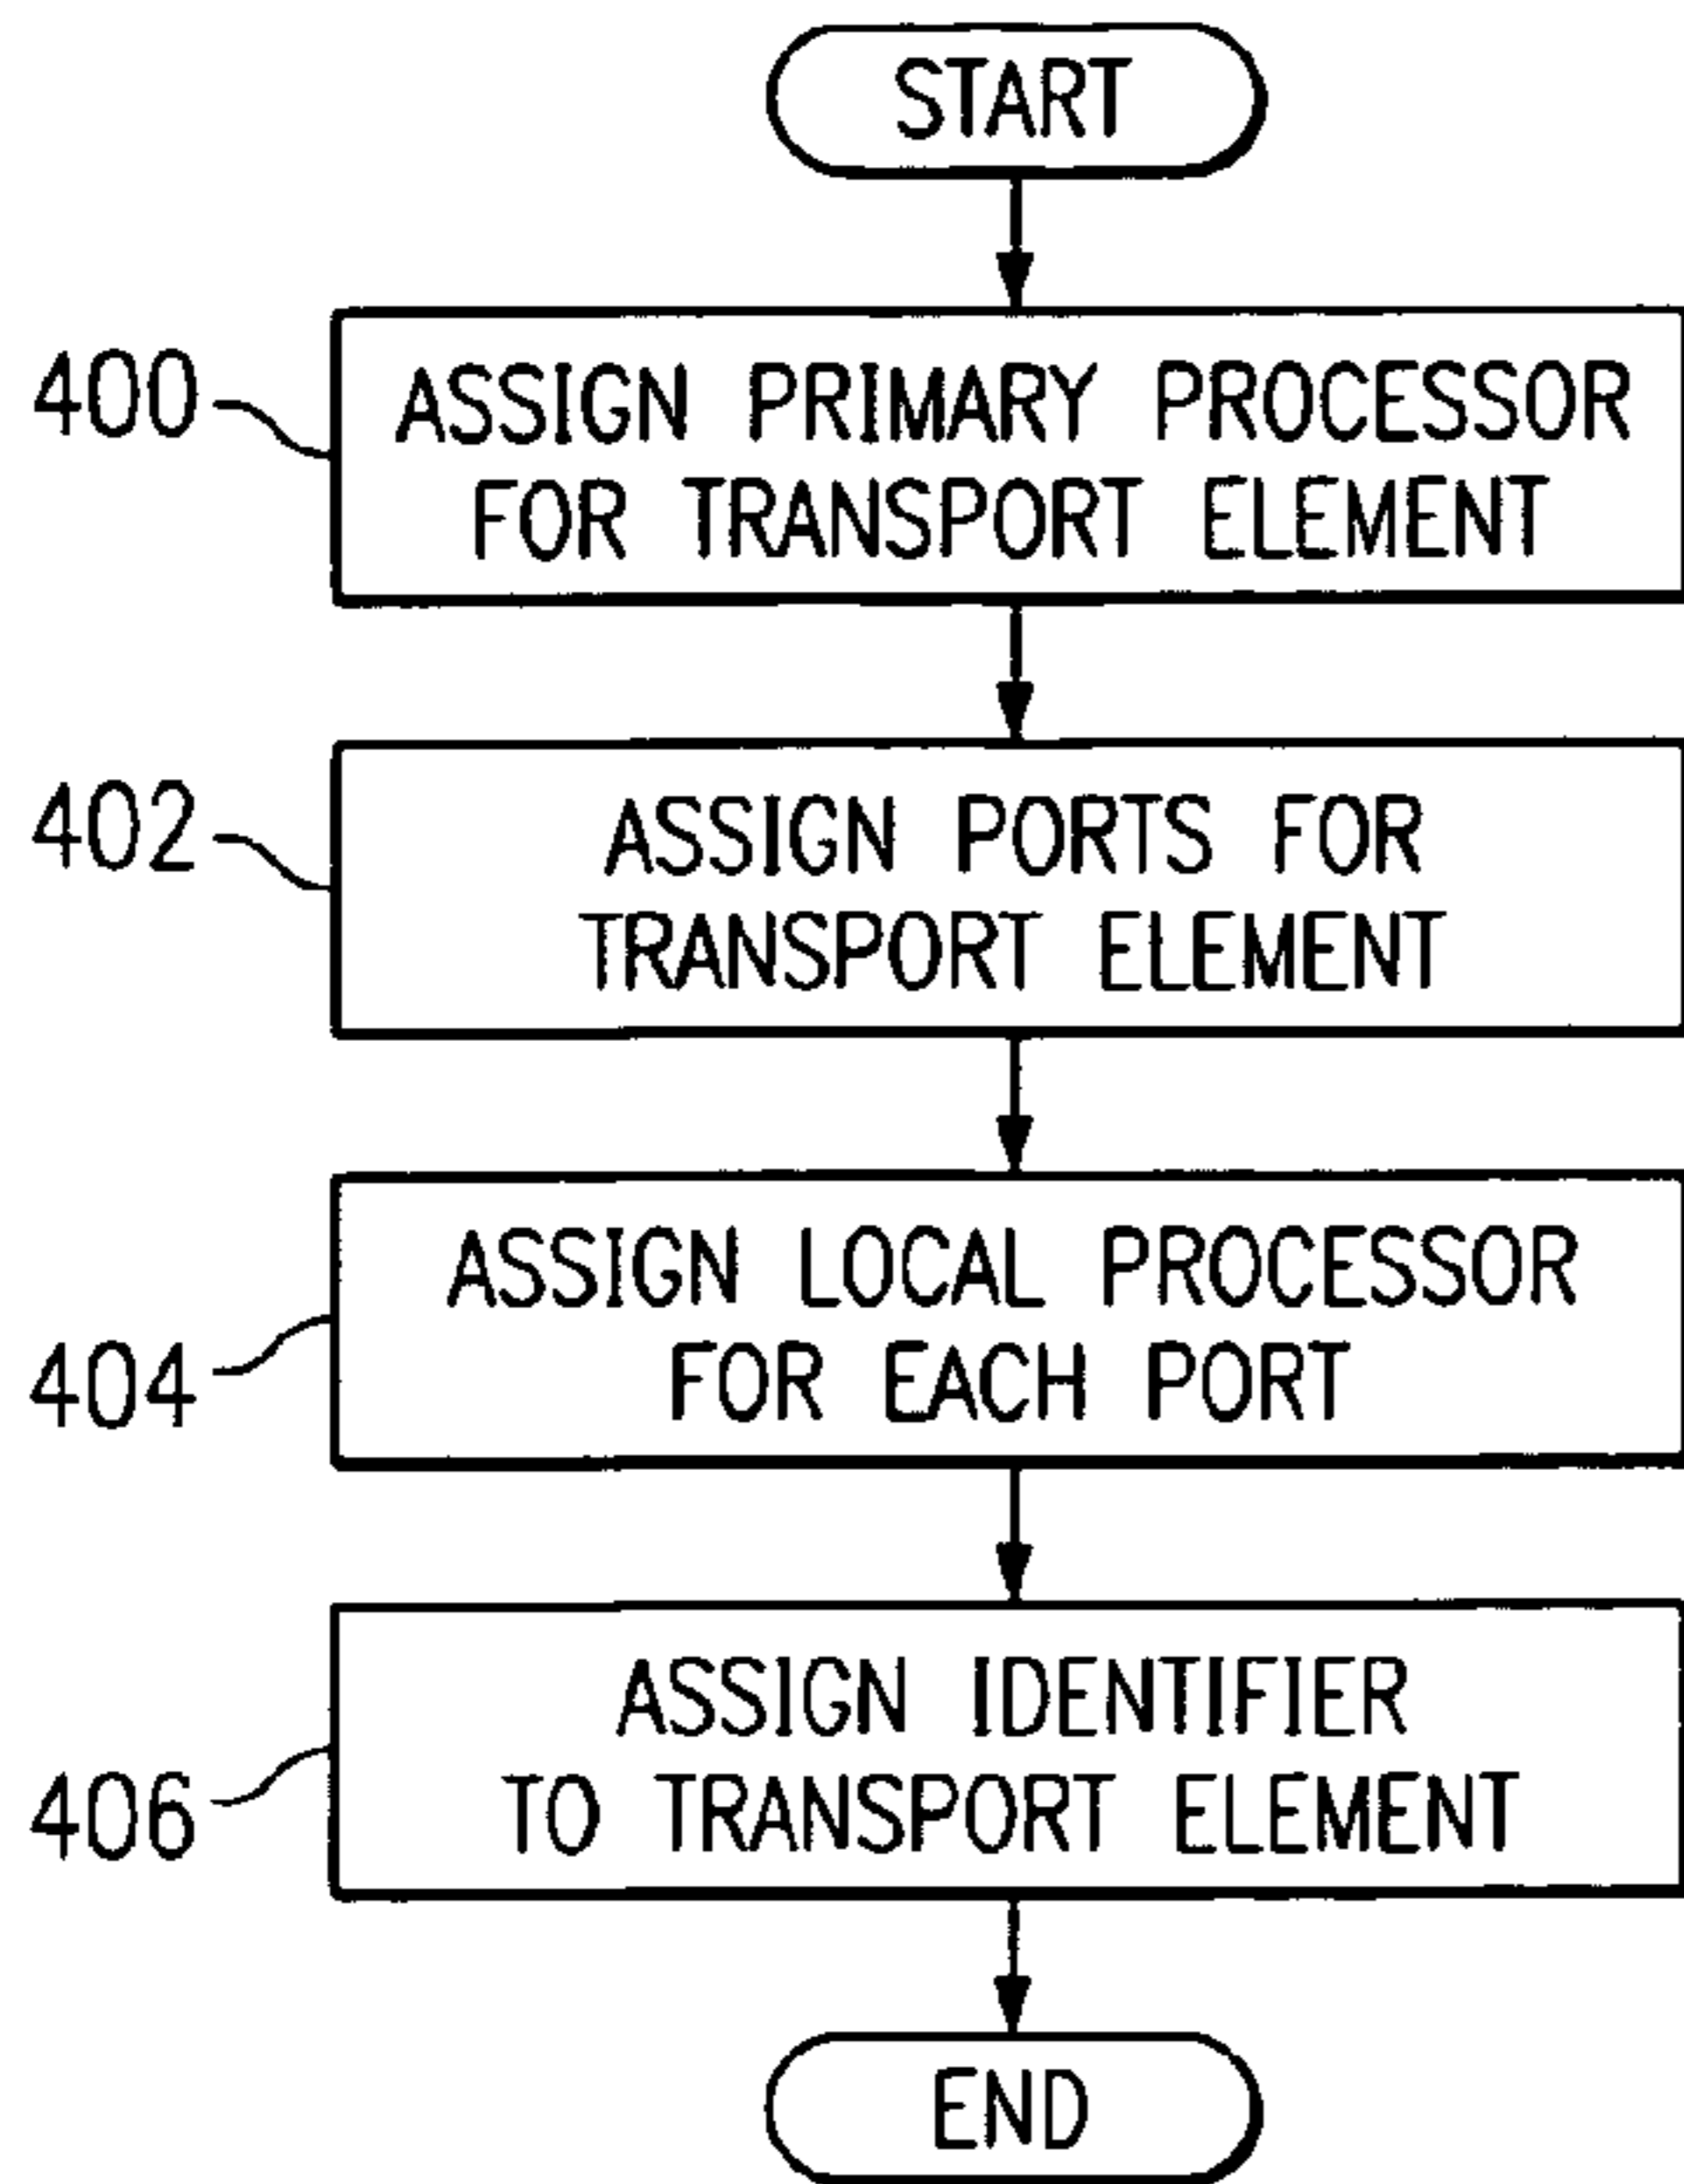 START
400
ASSIGN PRIMARY PROCESSOR
FOR TRANSPORT ELEMENT
402
ASSIGN PORTS FOR
TRANSPORT ELEMENT
404
ASSIGN LOCAL PROCESSOR
FOR EACH PORT
406
ASSIGN IDENTIFIER
TO TRANSPORT ELEMENT
END